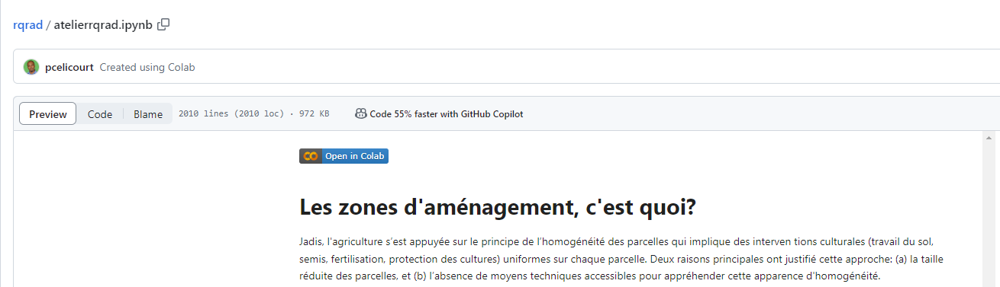 rqrad / atelierrqrad.ipynb
pcelicourt Created using Colab
Preview Code Blame 2010 lines (2010 loc) · 972 KB Code 55% faster with GitHub Copilot
Open in Colab
Les zones d'aménagement, c'est quoi?
Jadis, l'agriculture s’est appuyée sur le principe de l’homogénéité des parcelles qui implique des interven tions culturales (travail du sol,
semis, fertilisation, protection des cultures) uniformes sur chaque parcelle. Deux raisons principales ont justifié cette approche: (a) la taille
réduite des parcelles, et (b) l’absence de moyens techniques accessibles pour appréhender cette apparence d'homogénéité.